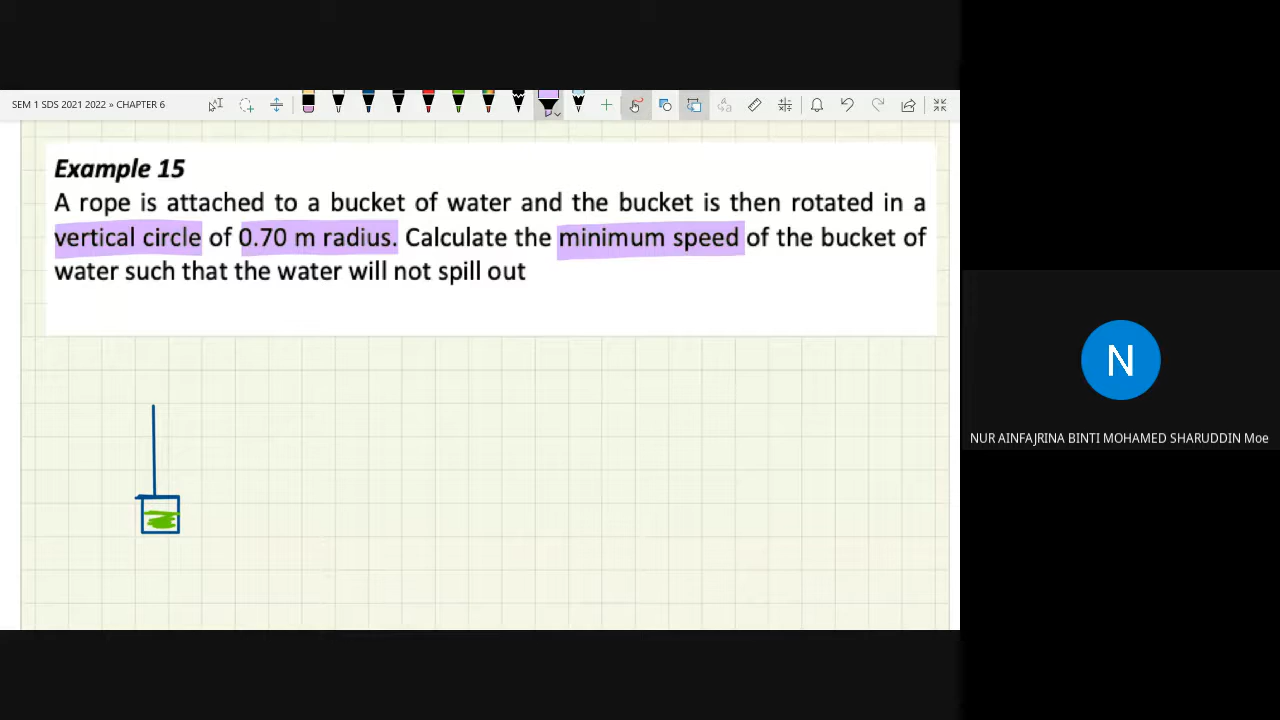 SEM 1 SDS 2021 2022 » CHAPTER 6
Example 15
A rope is attached to a bucket of water and the bucket is then rotated in a
vertical circle of 0.70 m radius. Calculate the minimum speed of the bucket of
water such that the water will not spill out
N
NUR AINFAJRINA BINTI MOHAMED SHARUDDIN Moe